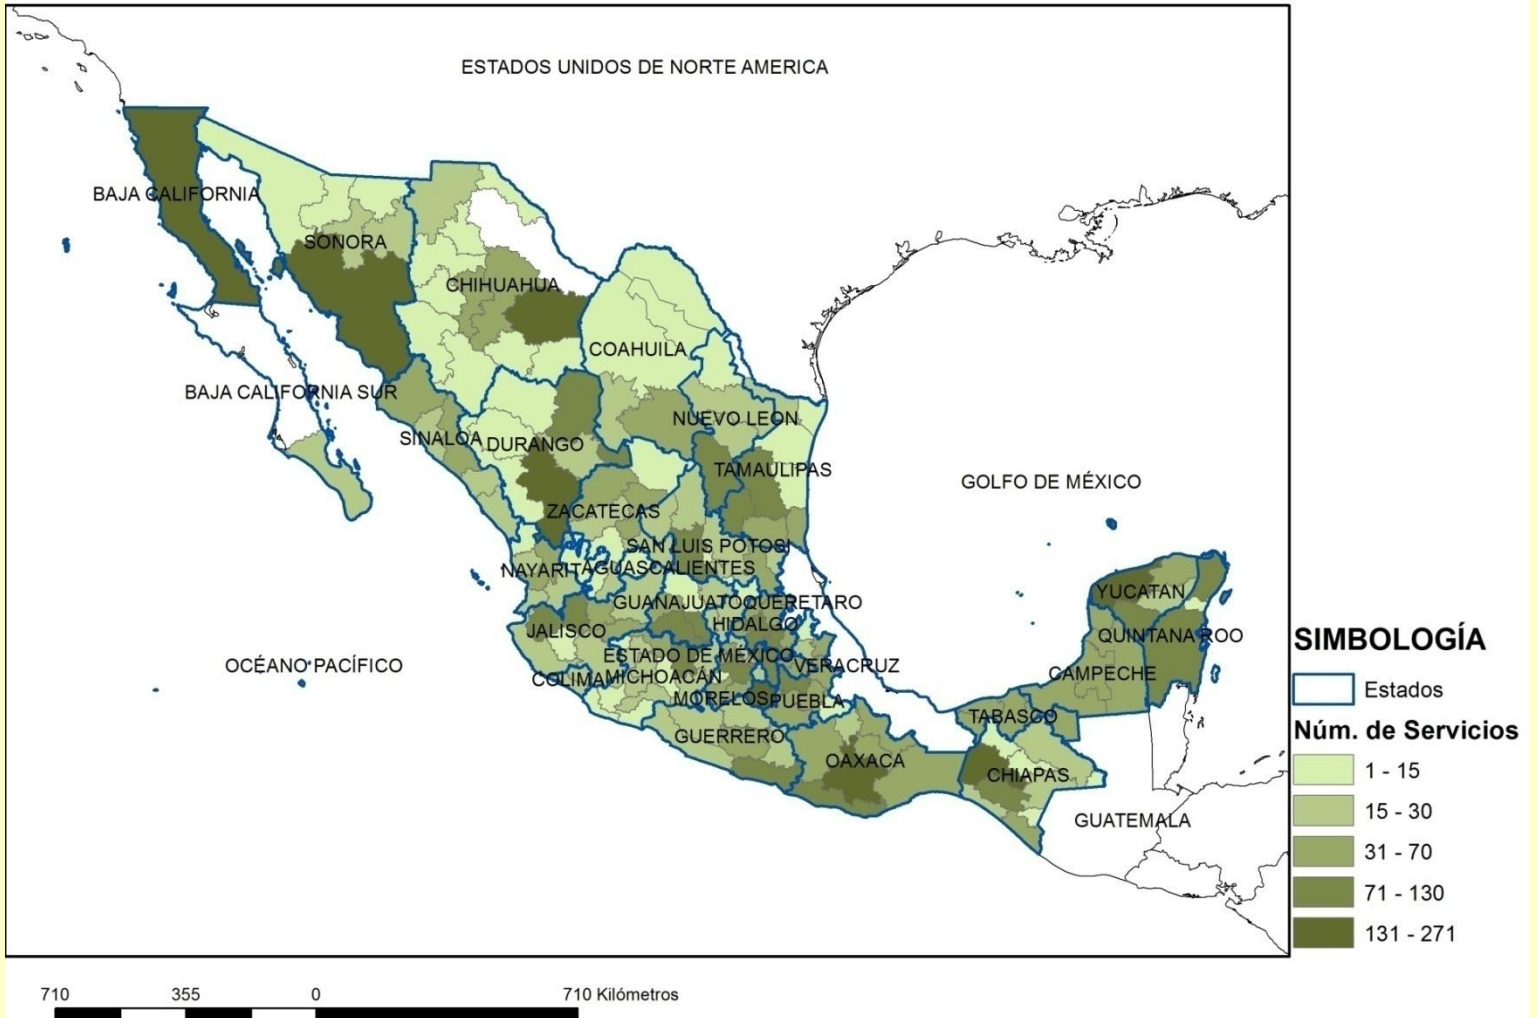 ESTADOS UNIDOS DE NORTE AMERICA
BAJA CALIFORNIA
SONORA
CHIHUAHUA
COAHUILA
BAJA CALIFORNIA SUR
NUEVO LEON
SINALOA
DURANGO
TAMAULIPAS
GOLFO DE MÉXICO
ZACATECAS
SAN LUIS POTOSI
NAYARIT
AGUASCALIENTES
YUCATAN
GUANAJUATO
QUERETARO
HIDALGO
JALISCO
QUINTANA ROO
ESTADO DE MÉXICO
VERACRUZ
OCÉANO PACÍFICO
COLIMA
MICHOACÁN
CAMPECHE
MORELOS
PUEBLA
TABASCO
GUERRERO
OAXACA
CHIAPAS
GUATEMALA
SIMBOLOGÍA
Estados
Núm. de Servicios
1 - 15
15 - 30
31 - 70
71 - 130
131 - 271
710 355 0 710 Kilómetros